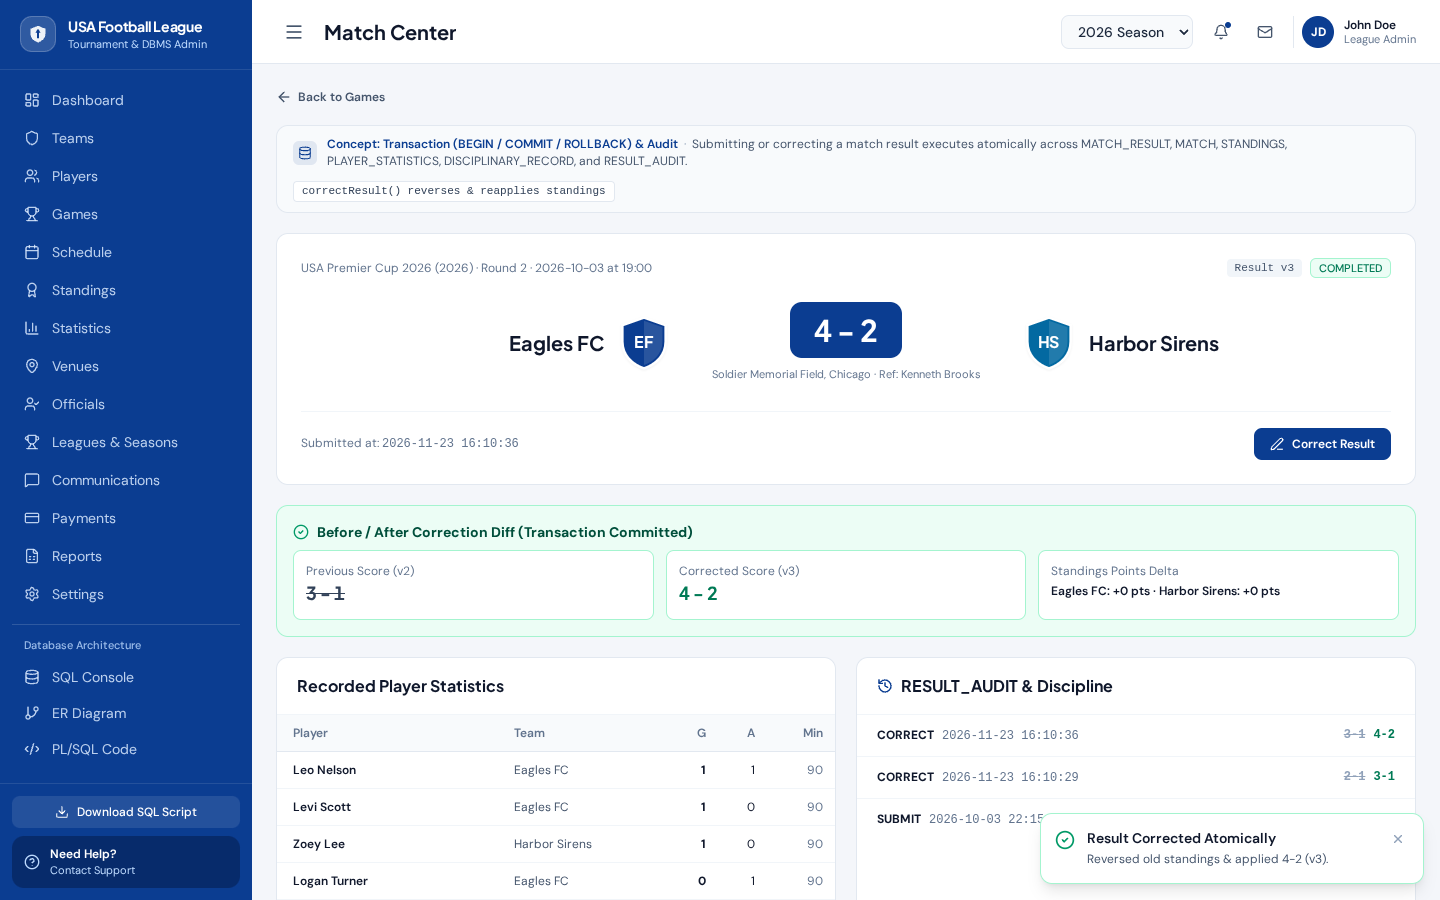 USA Football League
Tournament & DBMS Admin
Dashboard
Teams
Players
Games
Schedule
Standings
Statistics
Venues
Officials
Leagues & Seasons
Communications
Payments
Reports
Settings
Database Architecture
SQL Console
ER Diagram
PL/SQL Code
Download SQL Script
Need Help?
Contact Support
Match Center
2026 Season
JD
John Doe
League Admin
Back to Games
Concept: Transaction (BEGIN / COMMIT / ROLLBACK) & Audit · Submitting or correcting a match result executes atomically across MATCH_RESULT, MATCH, STANDINGS,
PLAYER_STATISTICS, DISCIPLINARY_RECORD, and RESULT_AUDIT.
correctResult() reverses & reapplies standings
USA Premier Cup 2026 (2026) · Round 2 · 2026-10-03 at 19:00
Result v3
COMPLETED
Eagles FC
EF
4 - 2
HS
Harbor Sirens
Soldier Memorial Field, Chicago · Ref: Kenneth Brooks
Submitted at: 2026-11-23 16:10:36
Correct Result
Before / After Correction Diff (Transaction Committed)
Previous Score (v2)
3 - 1
Corrected Score (v3)
4 - 2
Standings Points Delta
Eagles FC: +0 pts · Harbor Sirens: +0 pts
Recorded Player Statistics
Player Team G A Min
Leo Nelson Eagles FC 1 1 90
Levi Scott Eagles FC 1 0 90
Zoey Lee Harbor Sirens 1 0 90
Logan Turner Eagles FC 0 1 90
RESULT_AUDIT & Discipline
CORRECT 2026-11-23 16:10:36 3-1 4-2
CORRECT 2026-11-23 16:10:29 2-1 3-1
SUBMIT 2026-10-03 22:15
Result Corrected Atomically
Reversed old standings & applied 4-2 (v3).